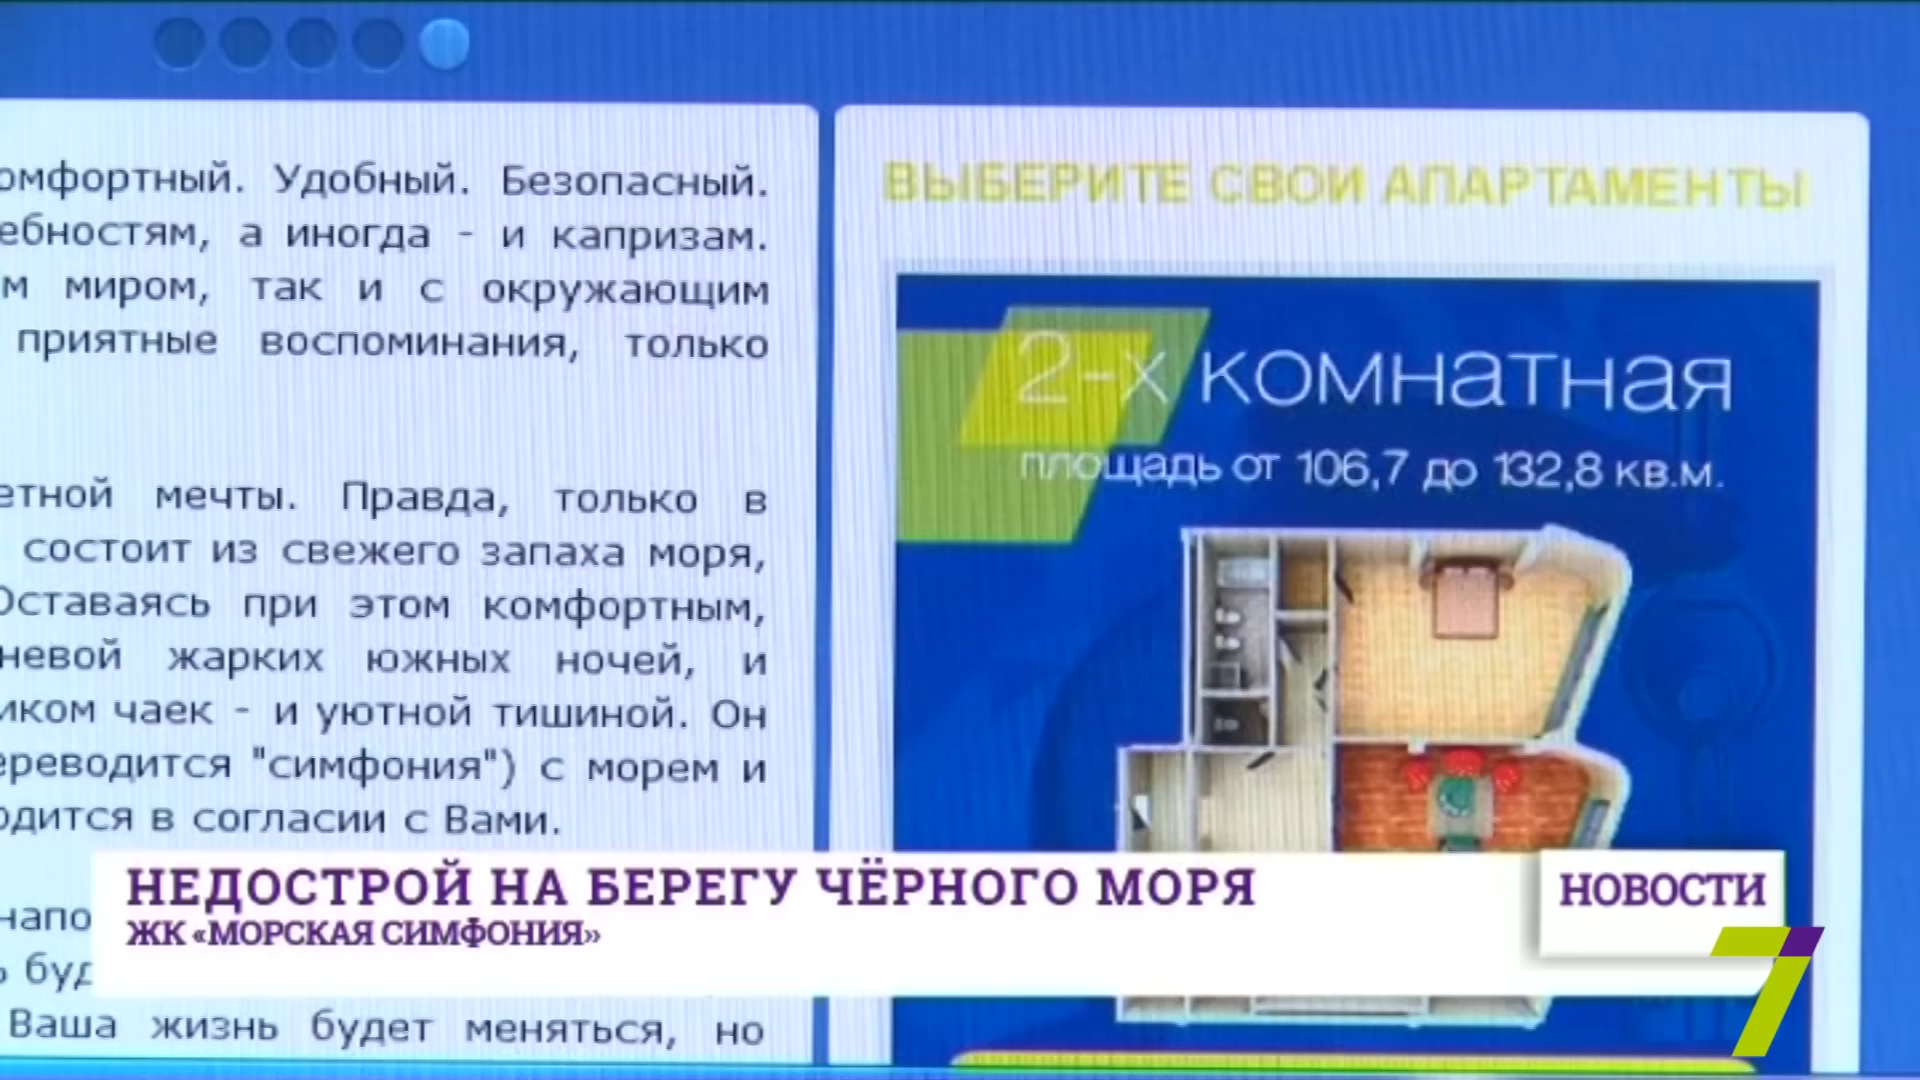 омфортный. Удобный. Безопасный.
ебностям, а иногда - и капризам.
м миром, так и с окружающим
приятные воспоминания, только
етной мечты. Правда, только в
состоит из свежего запаха моря,
Оставаясь при этом комфортным,
невой жарких южных ночей, и
иком чаек - и уютной тишиной. Он
ереводится "симфония") с морем и
одится в согласии с Вами.
напо
ь буд
Ваша жизнь будет меняться, но
ВЫБЕРИТЕ СВОИ АПАРТАМЕНТЫ
2-х комнатная
площадь от 106,7 до 132,8 кв.м.
НЕДОСТРОЙ НА БЕРЕГУ ЧЁРНОГО МОРЯ
ЖК «МОРСКАЯ СИМФОНИЯ»
НОВОСТИ
7